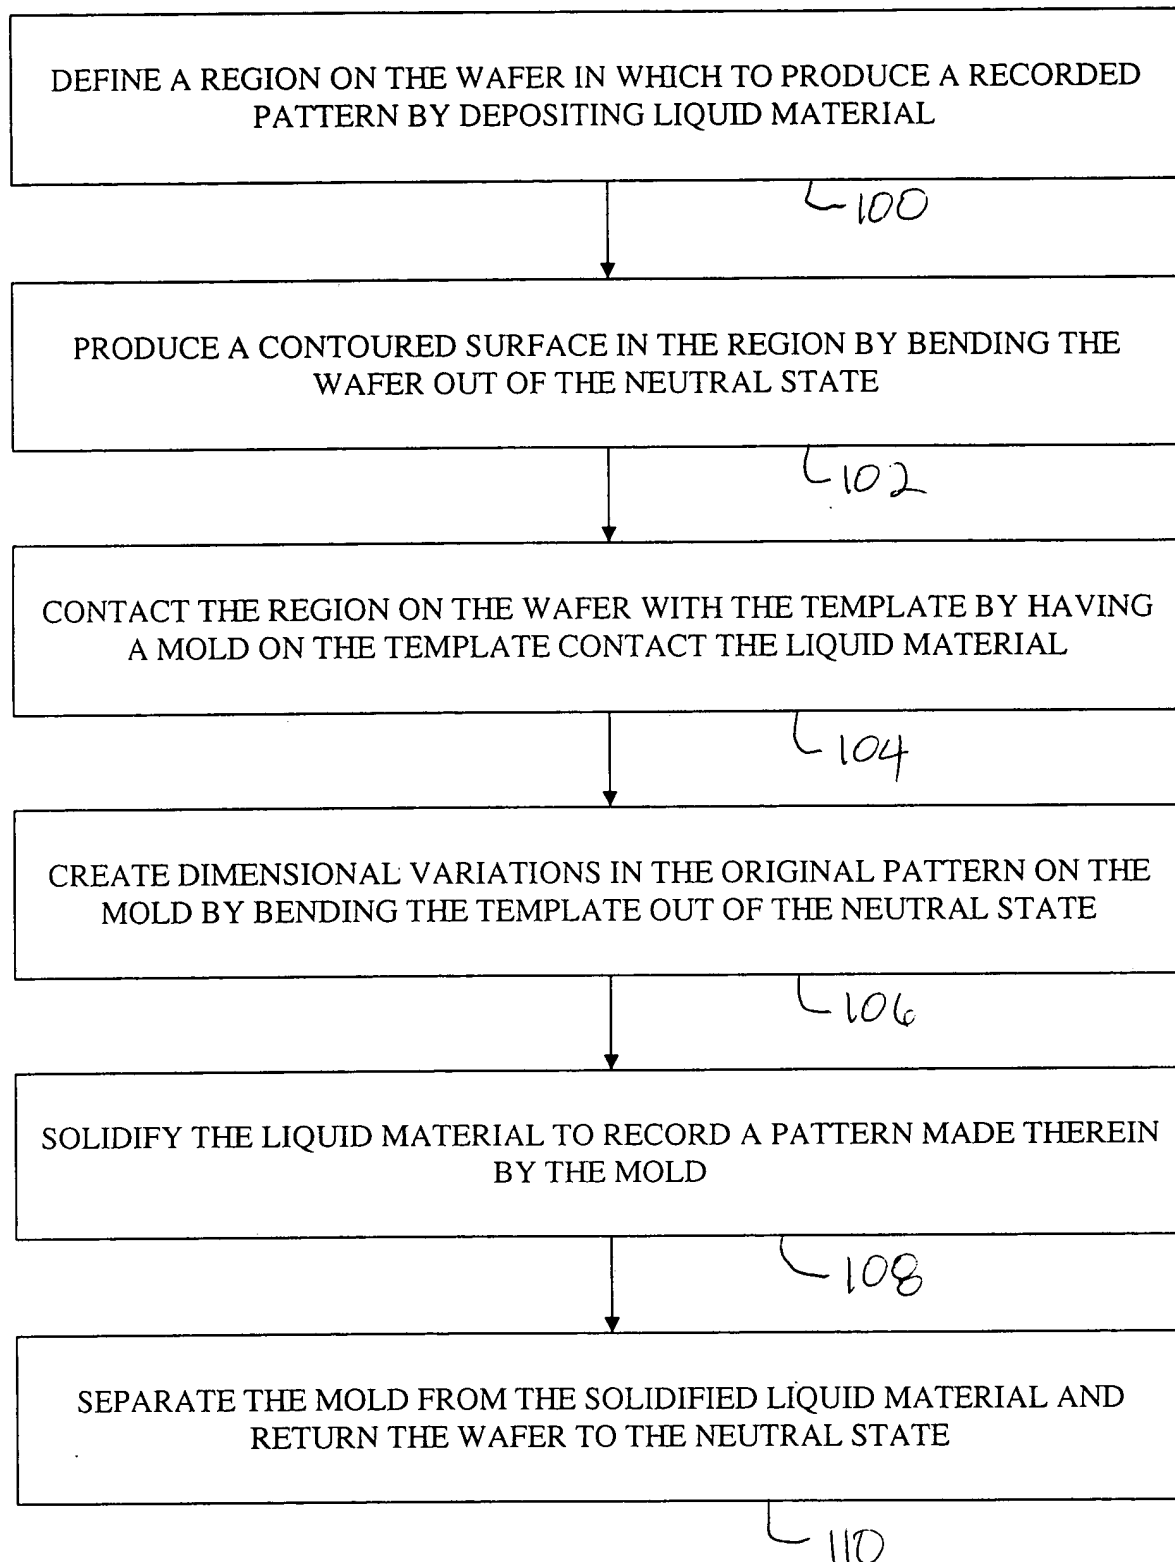 DEFINE A REGION ON THE WAFER IN WHICH TO PRODUCE A RECORDED
PATTERN BY DEPOSITING LIQUID MATERIAL
100
PRODUCE A CONTOURED SURFACE IN THE REGION BY BENDING THE
WAFER OUT OF THE NEUTRAL STATE
102
CONTACT THE REGION ON THE WAFER WITH THE TEMPLATE BY HAVING
A MOLD ON THE TEMPLATE CONTACT THE LIQUID MATERIAL
104
CREATE DIMENSIONAL VARIATIONS IN THE ORIGINAL PATTERN ON THE
MOLD BY BENDING THE TEMPLATE OUT OF THE NEUTRAL STATE
106
SOLIDIFY THE LIQUID MATERIAL TO RECORD A PATTERN MADE THEREIN
BY THE MOLD
108
SEPARATE THE MOLD FROM THE SOLIDIFIED LIQUID MATERIAL AND
RETURN THE WAFER TO THE NEUTRAL STATE
110